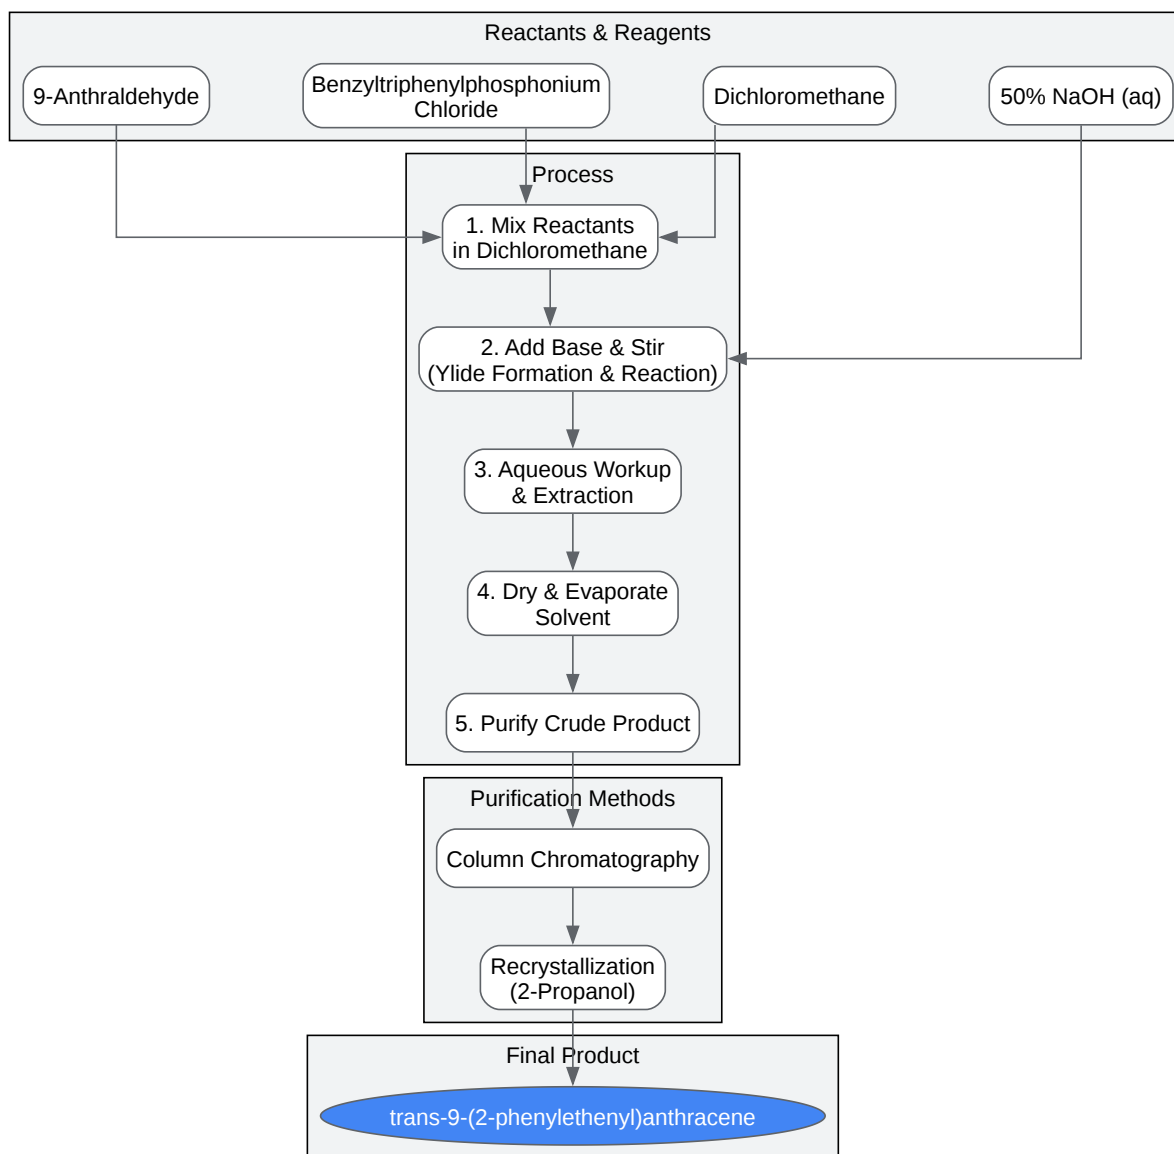 Reactants & Reagents
9-Anthraldehyde
Benzyltriphenylphosphonium
Chloride
Dichloromethane
50% NaOH (aq)
Process
1. Mix Reactants
in Dichloromethane
2. Add Base & Stir
(Ylide Formation & Reaction)
3. Aqueous Workup
& Extraction
4. Dry & Evaporate
Solvent
5. Purify Crude Product
Purification Methods
Column Chromatography
Recrystallization
(2-Propanol)
Final Product
trans-9-(2-phenylethenyl)anthracene